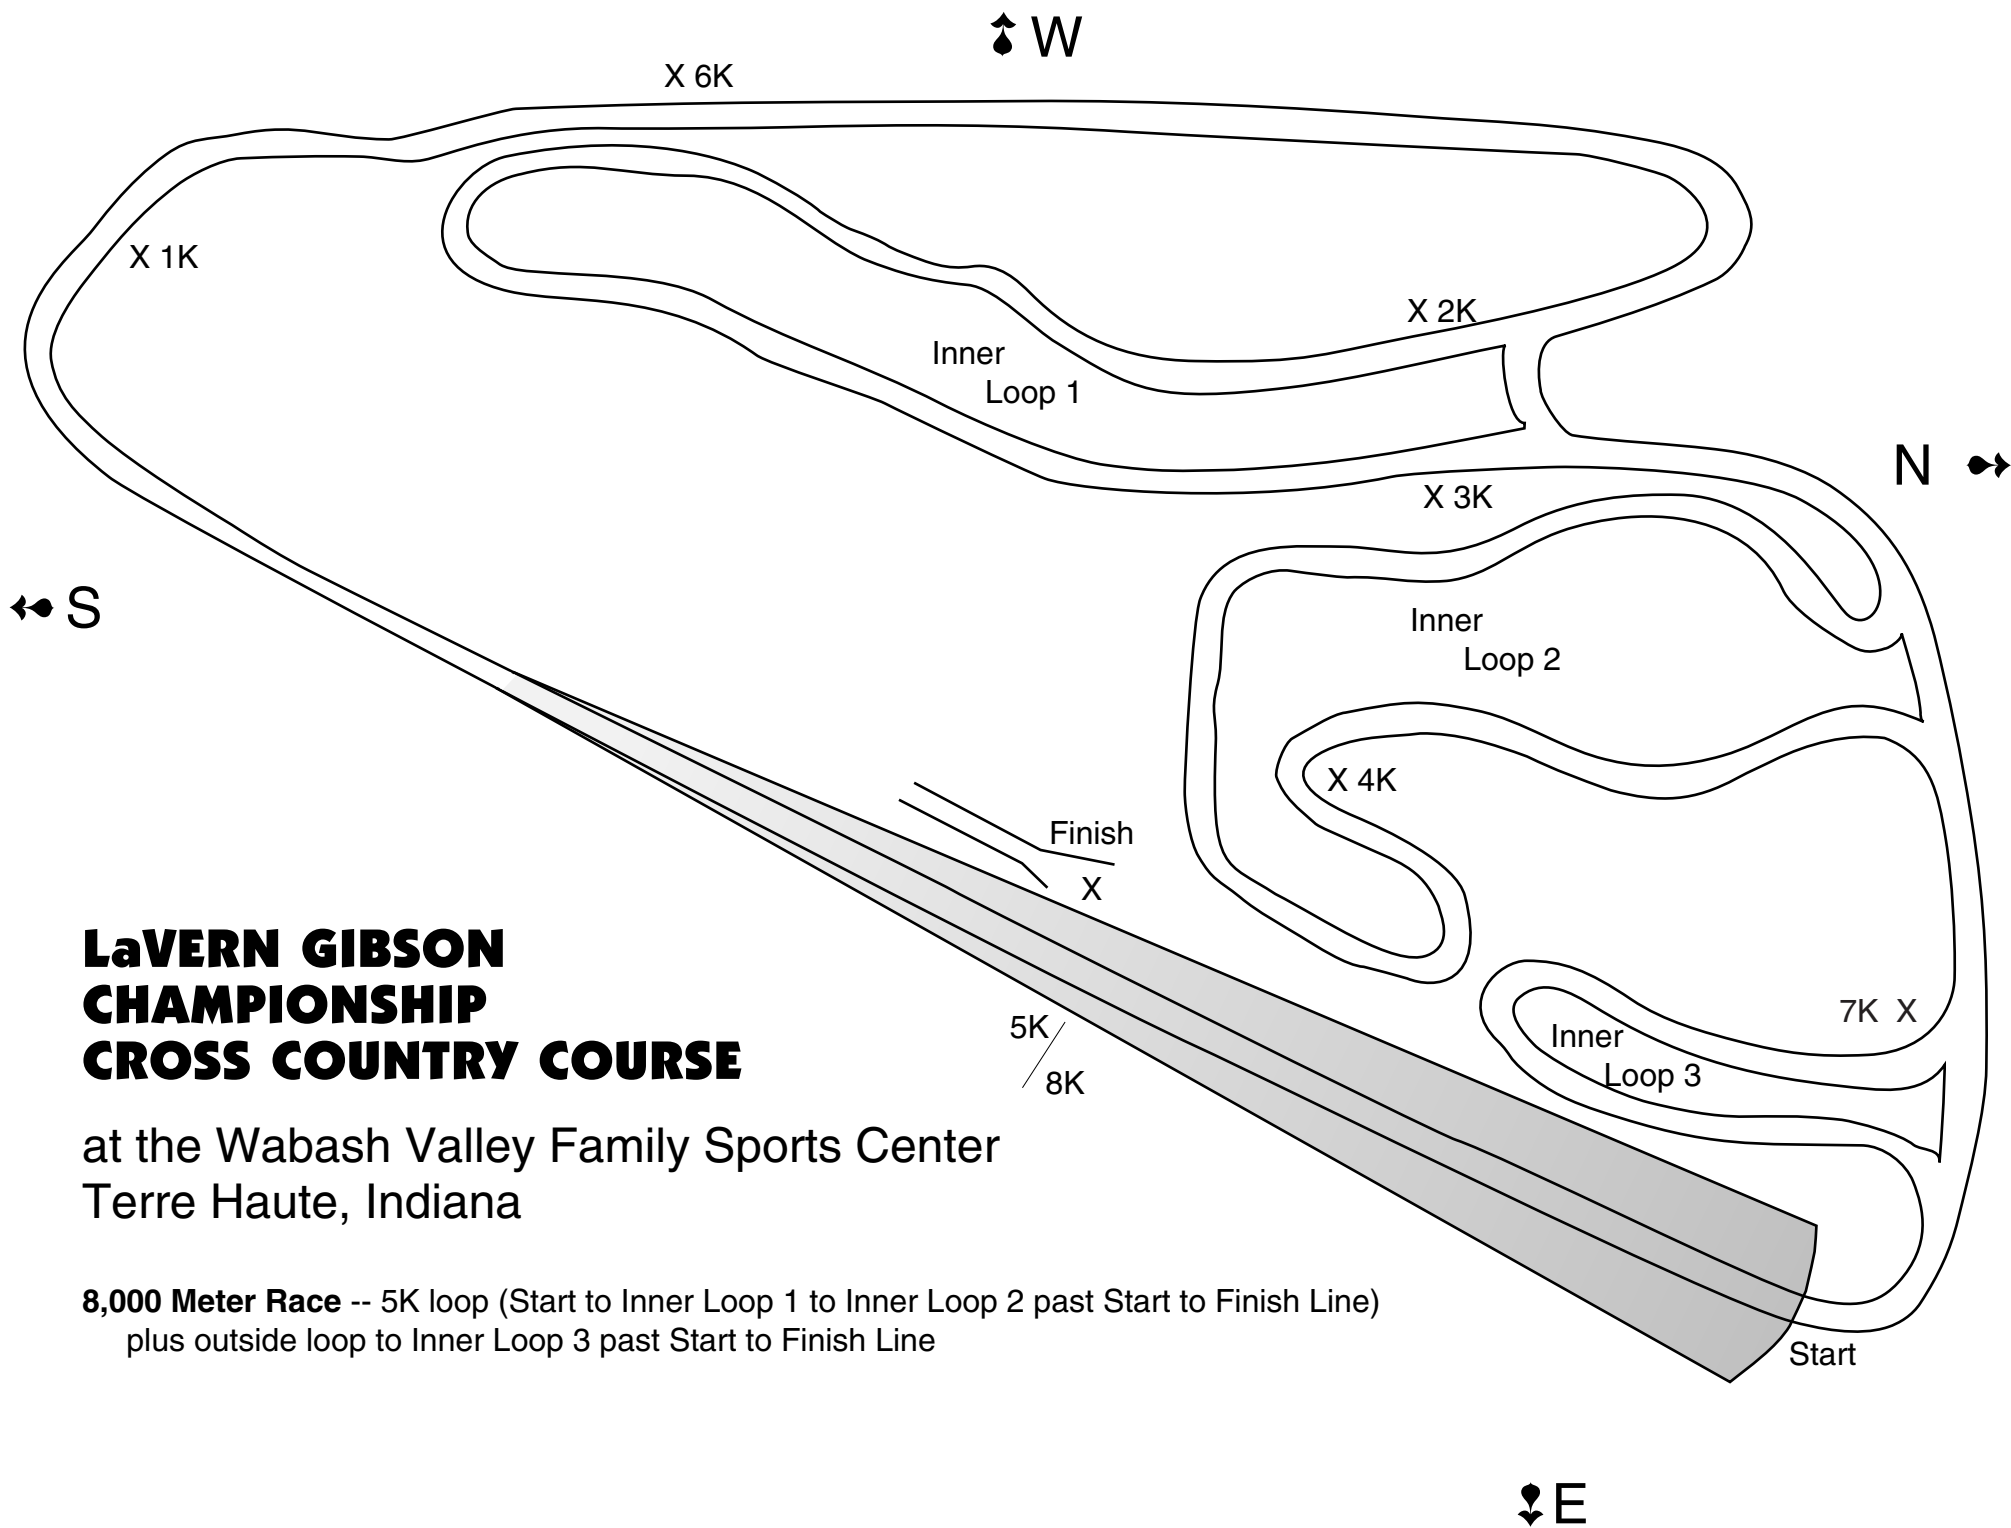 W
X 6K
X 1K
X 2K
Inner
Loop 1
N
X 3K
S
Inner
Loop 2
X 4K
Finish
X
LaVERN GIBSON
CHAMPIONSHIP
CROSS COUNTRY COURSE
7K X
5K
8K
Inner
Loop 3
at the Wabash Valley Family Sports Center
Terre Haute, Indiana
8,000 Meter Race -- 5K loop (Start to Inner Loop 1 to Inner Loop 2 past Start to Finish Line)
plus outside loop to Inner Loop 3 past Start to Finish Line
Start
E